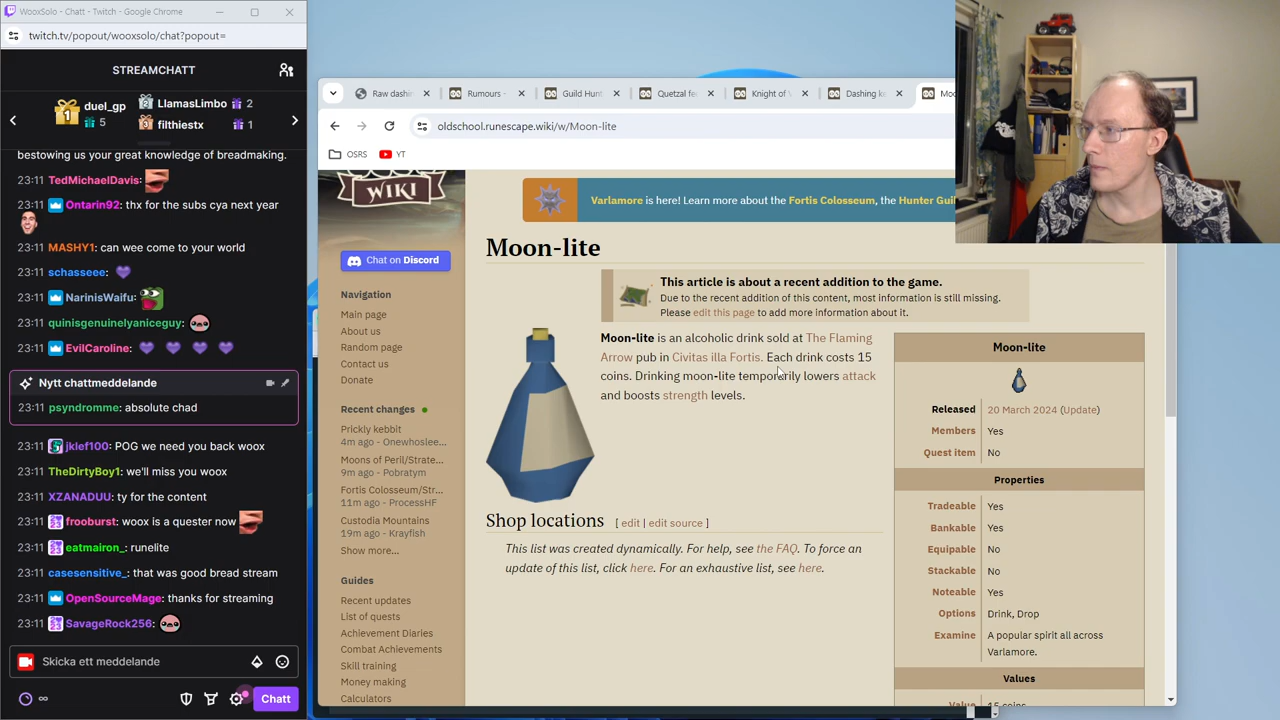 WooxSolo - Chatt - Twitch - Google Chrome
twitch.tv/popout/wooxsolo/chat?popout=
STREAMCHATT
1
duel_gp
5
LlamasLimbo 2
filthiestx 1
bestowing us your great knowledge of breadmaking.
23:11 TedMichaelDavis:
23:11 Ontarin92: thx for the subs cya next year
23:11 MASHY1: can wee come to your world
23:11 schasseee:
23:11 NarinisWaifu:
23:11 quinisgenuinelyaniceguy:
23:11 EvilCaroline:
Nytt chattmeddelande
23:11 psyndromme: absolute chad
23:11 jklef100: POG we need you back woox
23:11 TheDirtyBoy1: we'll miss you woox
23:11 XZANADUU: ty for the content
23:11 frooburst: woox is a quester now
23:11 eatmairon_: runelite
23:11 casesensitive_: that was good bread stream
23:11 OpenSourceMage: thanks for streaming
23:11 SavageRock256:
Skicka ett meddelande
∞
Chatt
Raw dashi
Rumours -
Guild Hun
Quetzal fe
Knight of
Dashing ke
Moo
oldschool.runescape.wiki/w/Moon-lite
OSRS
YT
WIKI
Varlamore is here! Learn more about the Fortis Colosseum, the Hunter Guil
Chat on Discord
Navigation
Main page
About us
Random page
Contact us
Donate
Recent changes
Prickly kebbit
4m ago - Onewhoslee...
Moons of Peril/Strate...
9m ago - Pobratym
Fortis Colosseum/Str...
11m ago - ProcessHF
Custodia Mountains
19m ago - Krayfish
Show more...
Guides
Recent updates
List of quests
Achievement Diaries
Combat Achievements
Skill training
Money making
Calculators
Moon-lite
This article is about a recent addition to the game.
Due to the recent addition of this content, most information is still missing.
Please edit this page to add more information about it.
Moon-lite is an alcoholic drink sold at The Flaming
Arrow pub in Civitas illa Fortis. Each drink costs 15
coins. Drinking moon-lite temporarily lowers attack
and boosts strength levels.
Shop locations [ edit | edit source ]
This list was created dynamically. For help, see the FAQ. To force an
update of this list, click here. For an exhaustive list, see here.
Moon-lite
Released 20 March 2024 (Update)
Members Yes
Quest item No
Properties
Tradeable Yes
Bankable Yes
Equipable No
Stackable No
Noteable Yes
Options Drink, Drop
Examine A popular spirit all across
Varlamore.
Values
Value 15 coins